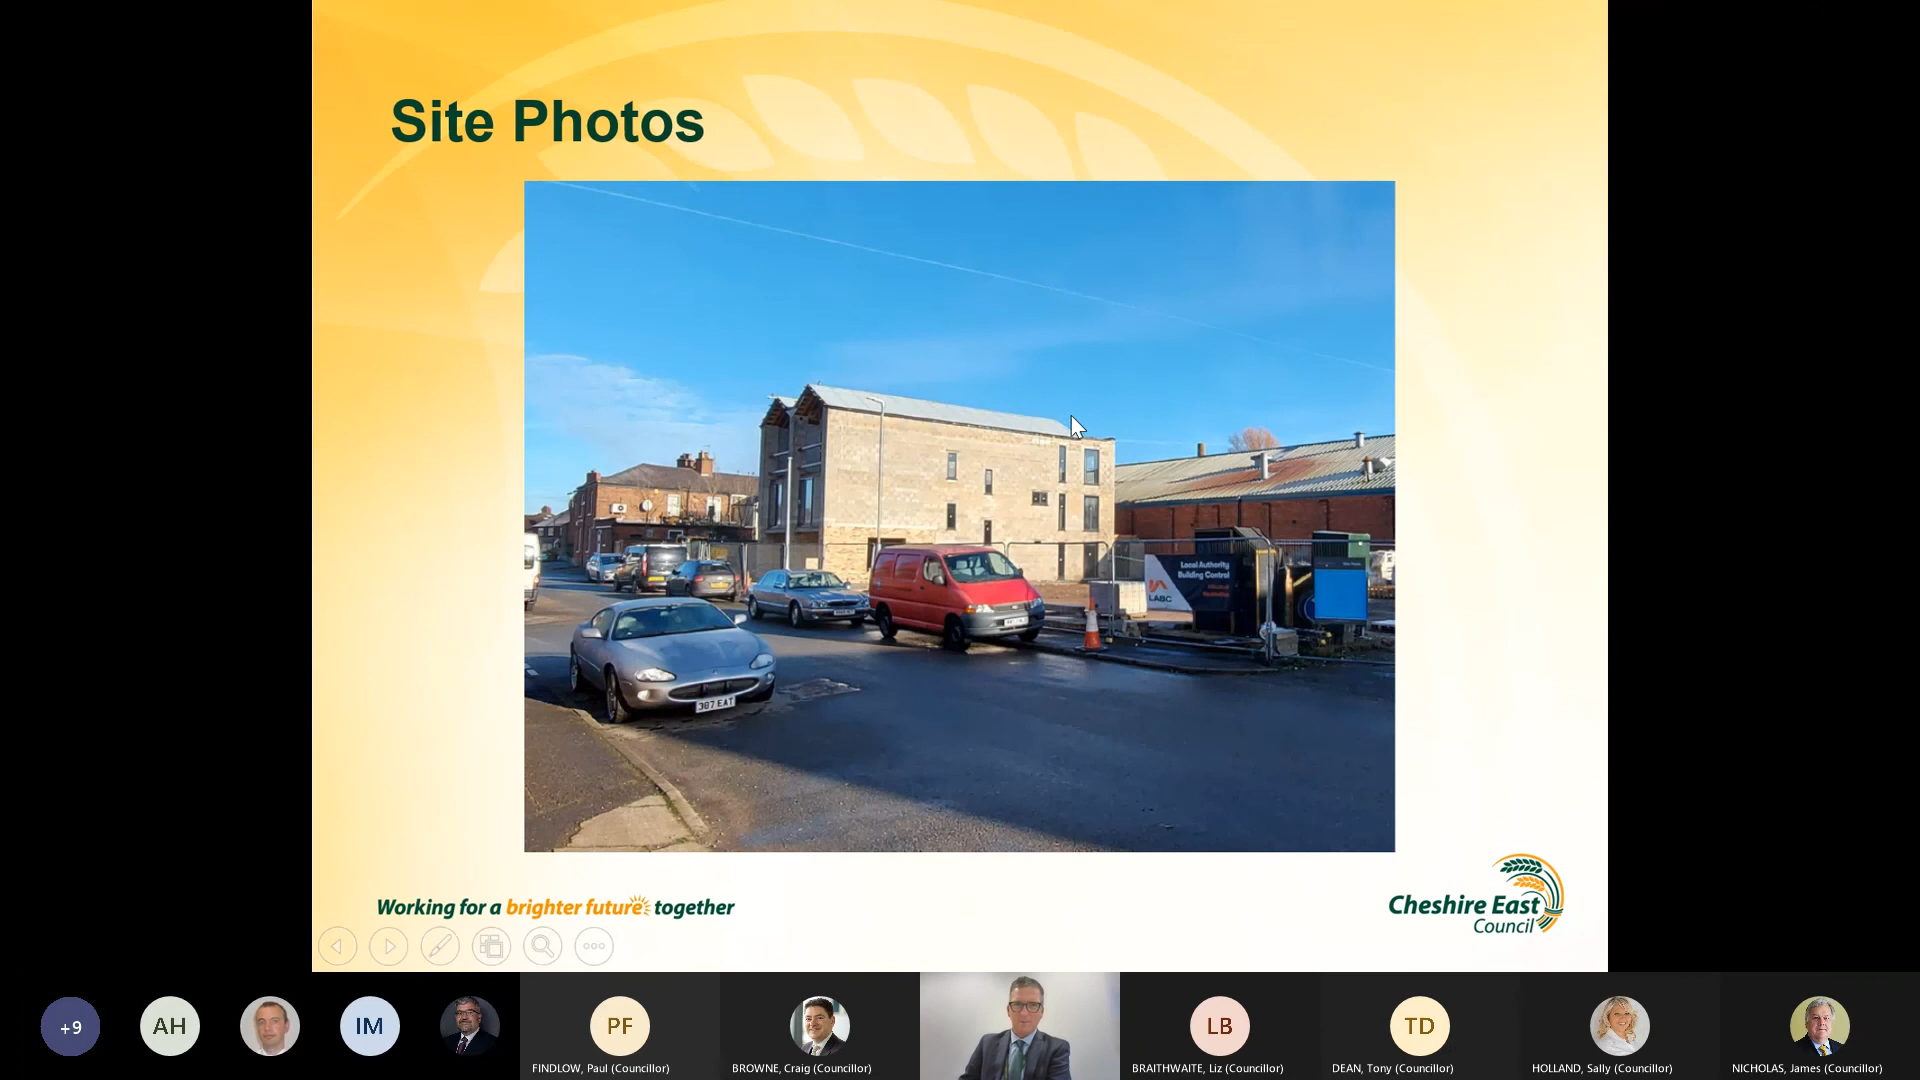 Site Photos
Local Authority
Building Control
LABC
387 EAT
Working for a brighter future together
Cheshire East
Council
+9
AH
IM
PF
FINDLOW, Paul (Councillor)
BROWNE, Craig (Councillor)
LB
BRAITHWAITE, Liz (Councillor)
TD
DEAN, Tony (Councillor)
HOLLAND, Sally (Councillor)
NICHOLAS, James (Councillor)